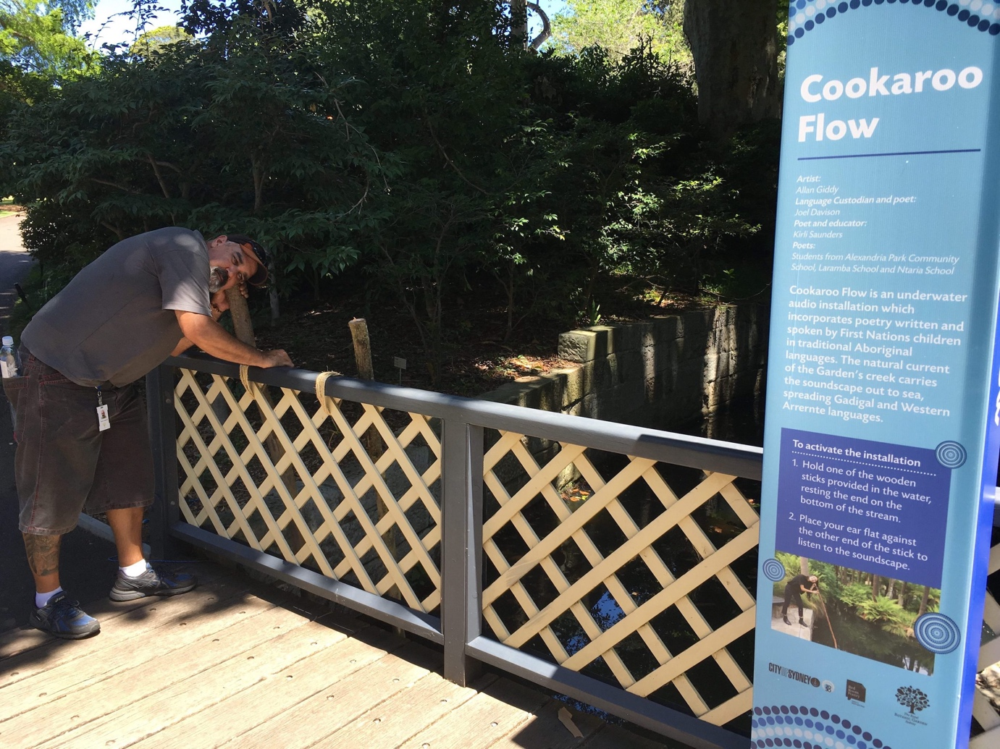 Cookaroo
Flow
Artist:
Allan Giddy
Language Custodian and poet:
Joel Davison
Poet and educator:
Kirli Saunders
Poets:
Students from Alexandria Park Community
School, Laramba School and Ntaria School
Cookaroo Flow is an underwater
audio installation which
incorporates poetry written and
spoken by First Nations children
in traditional Aboriginal
languages. The natural current
of the Garden's creek carries
the soundscape out to sea,
spreading Gadigal and Western
Arrernte languages.
To activate the installation
1. Hold one of the wooden
sticks provided in the water,
resting the end on the
bottom of the stream.
2. Place your ear flat against
the other end of the stick to
listen to the soundscape.
CITY OF SYDNEY